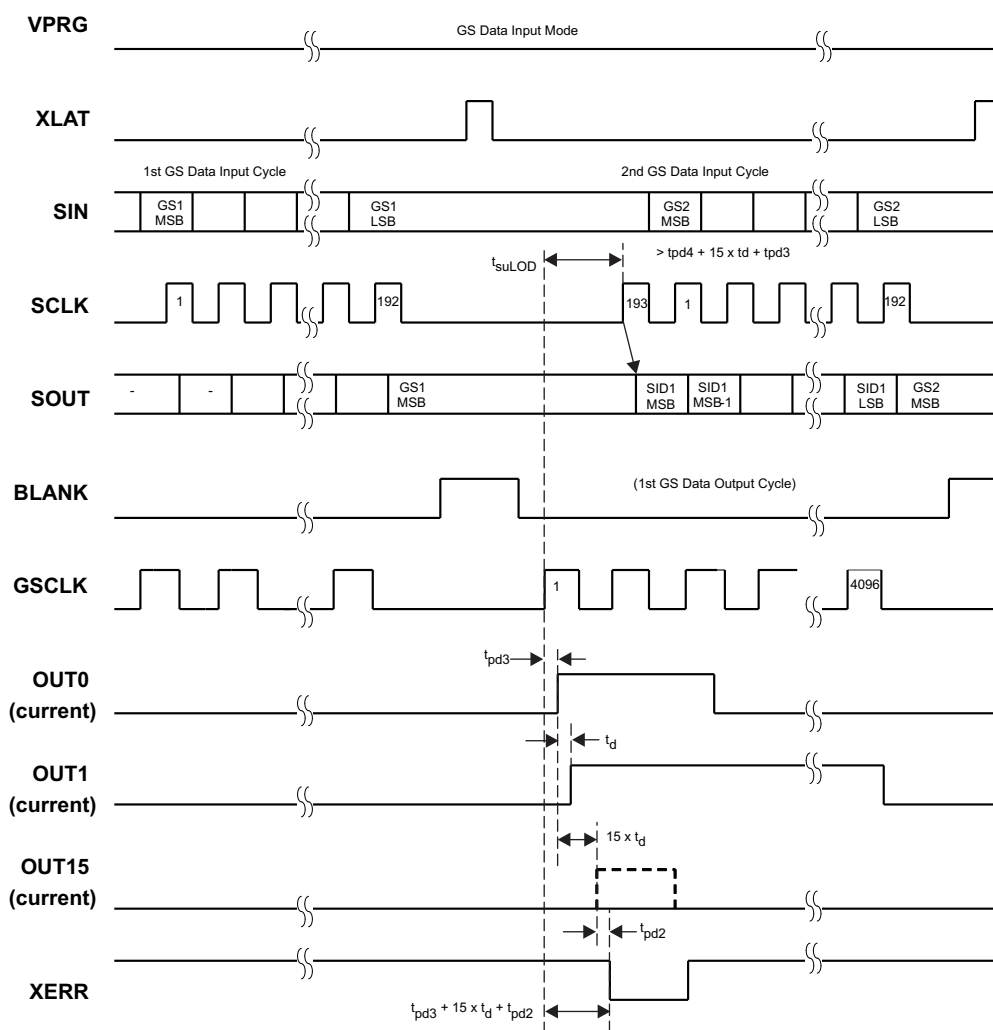 VPRG
GS Data Input Mode
XLAT
1st GS Data Input Cycle
2nd GS Data Input Cycle
SIN
GS1
MSB
GS1
LSB
GS2
MSB
GS2
LSB
tsuLOD
> tpd4 + 15 x td + tpd3
SCLK
1
192
193
1
192
SOUT
-
-
GS1
MSB
SID1
MSB
SID1
MSB-1
SID1
LSB
GS2
MSB
BLANK
(1st GS Data Output Cycle)
GSCLK
1
4096
tpd3
OUT0
(current)
td
OUT1
(current)
15 x td
OUT15
(current)
tpd2
XERR
tpd3 + 15 x td + tpd2